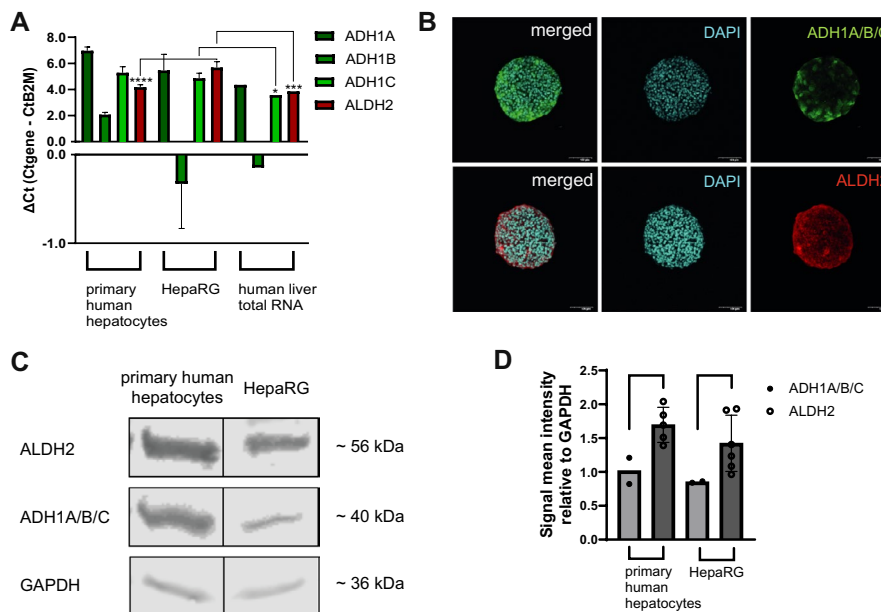 A
ΔCt (Ctgene - CtB2M)
8.0
6.0
4.0
2.0
0.0
0.0
-1.0
****
*
***
ADH1A
ADH1B
ADH1C
ALDH2
primary
human
hepatocytes
HepaRG
human liver
total RNA
B
merged
DAPI
ADH1A/B/C
merged
DAPI
ALDH2
C
primary human
hepatocytes
HepaRG
ALDH2
~ 56 kDa
ADH1A/B/C
~ 40 kDa
GAPDH
~ 36 kDa
D
Signal mean intensity
relative to GAPDH
2.5
2.0
1.5
1.0
0.5
0.0
ADH1A/B/C
ALDH2
primary
human
hepatocytes
HepaRG